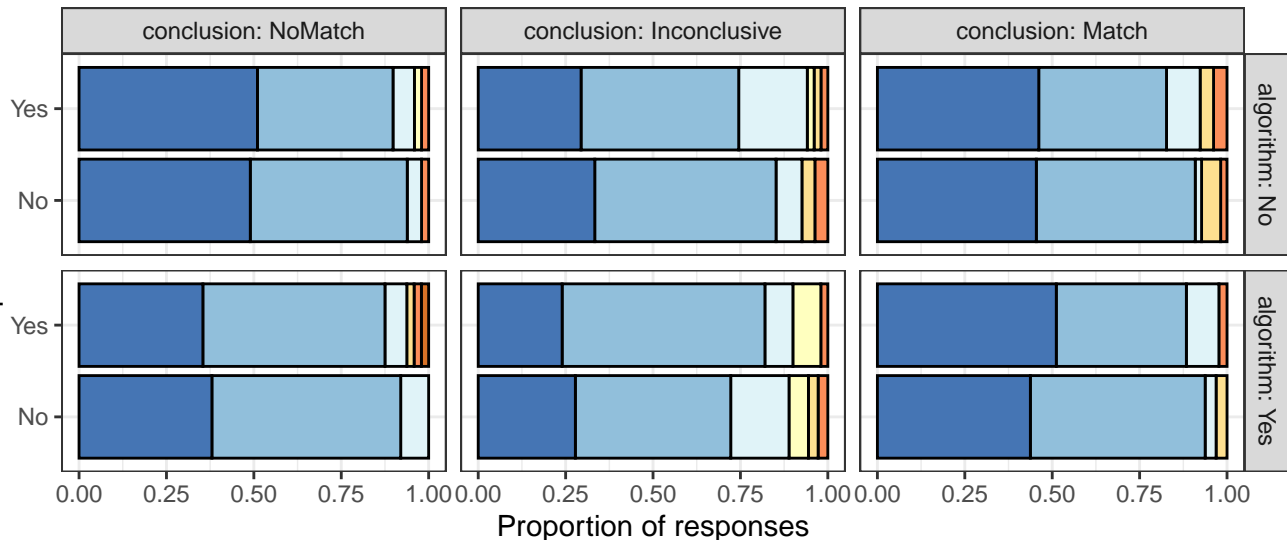 conclusion: NoMatch
conclusion: Inconclusive
conclusion: Match
Yes
No
algorithm: No
Yes
No
algorithm: Yes
0.00 0.25 0.50 0.75 1.00
0.00 0.25 0.50 0.75 1.00
0.00 0.25 0.50 0.75 1.00
Proportion of responses